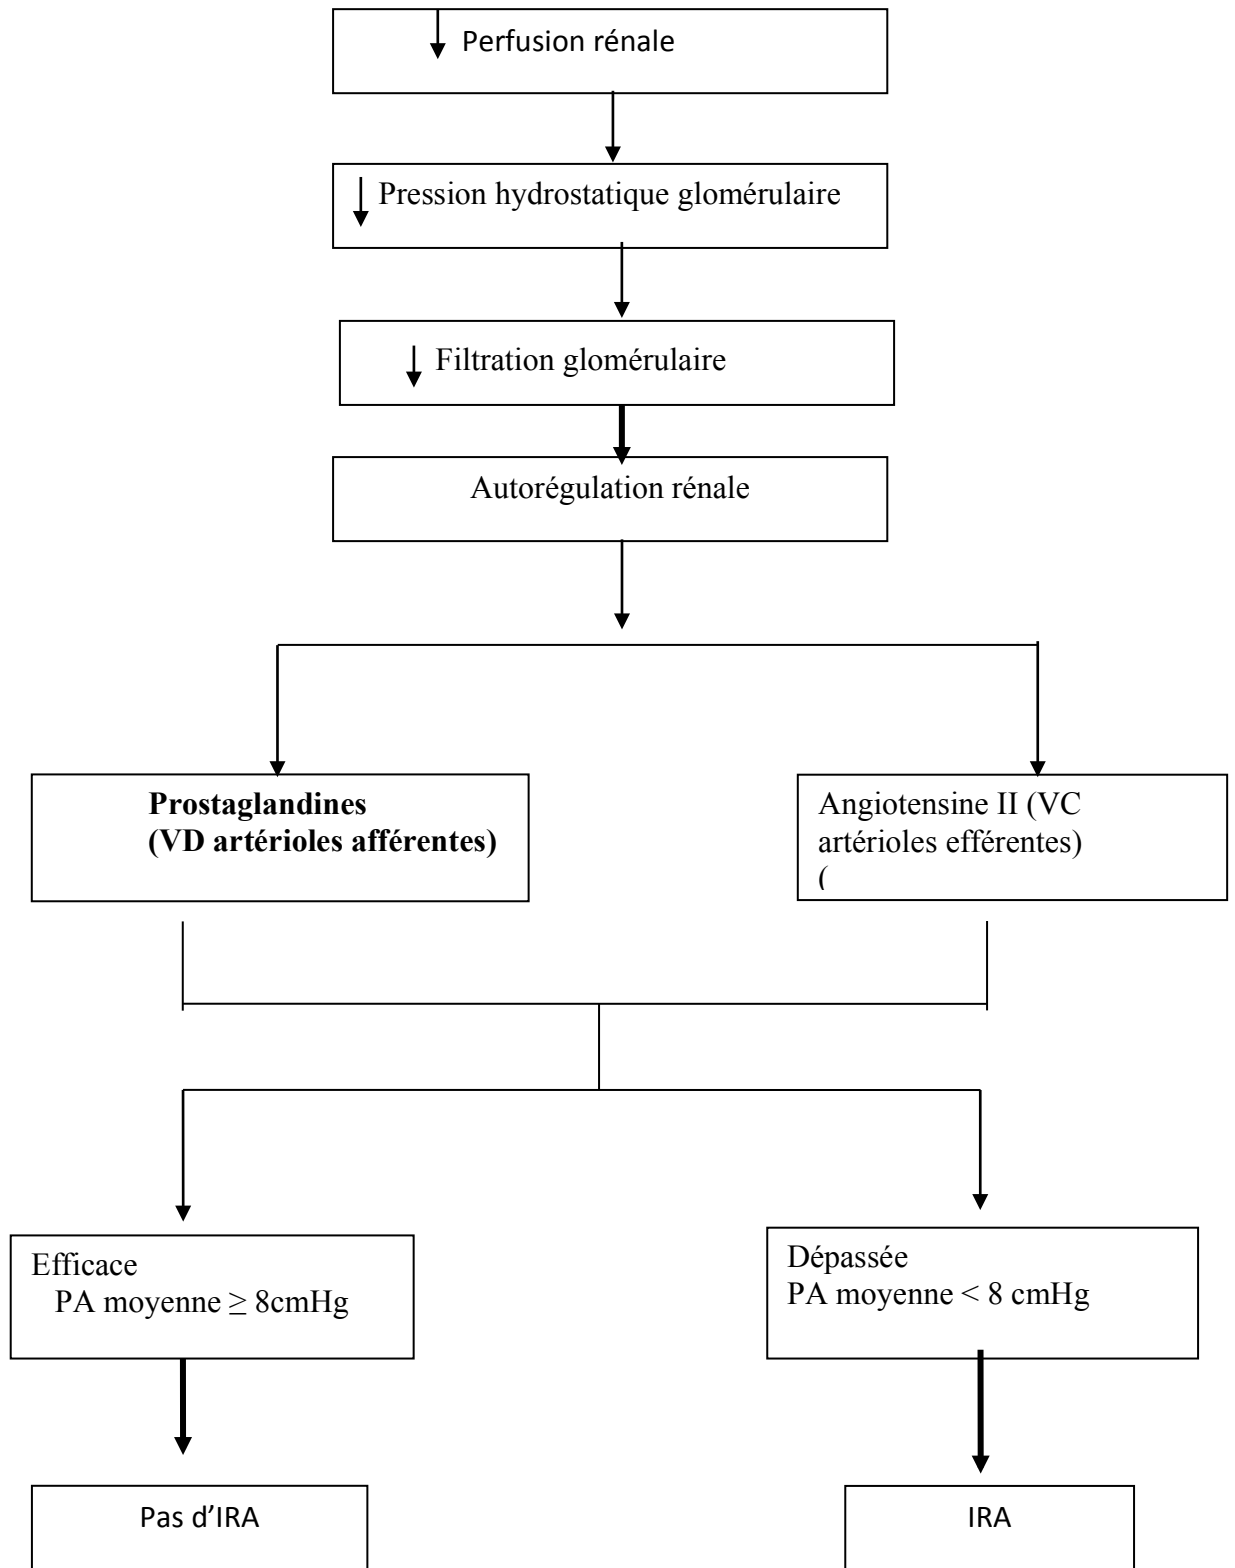 Perfusion rénale
Pression hydrostatique glomérulaire
Filtration glomérulaire
Autorégulation rénale
Prostaglandines
(VD artérioles afférentes)
Angiotensine II (VC
artérioles efférentes)
(
Efficace
PA moyenne ≥ 8cmHg
Dépassée
PA moyenne < 8 cmHg
Pas d’IRA
IRA